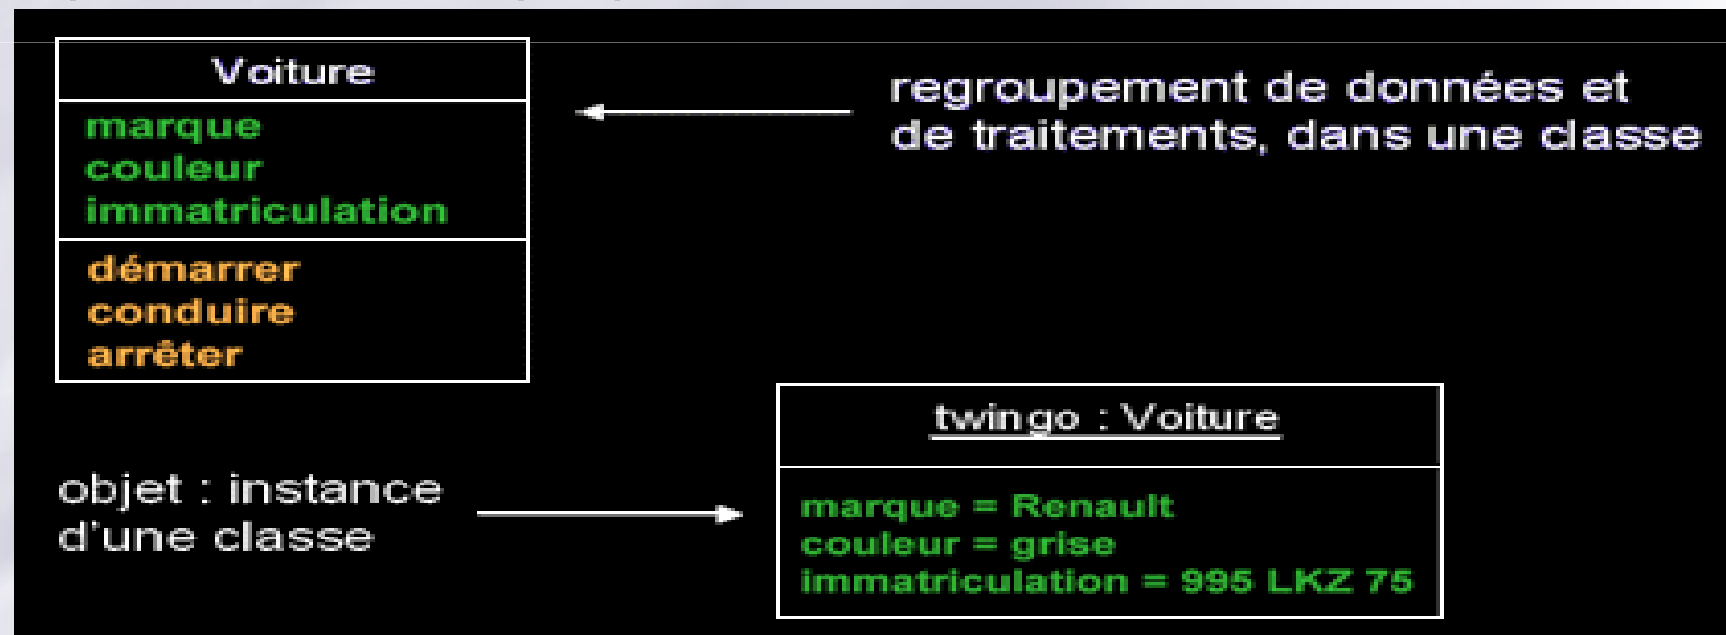 Voiture
marque
couleur
immatriculation
démarrer
conduire
arrêter
regroupement de données et
de traitements, dans une classe
objet : instance
d'une classe
twingo : Voiture
marque = Renault
couleur = grise
immatriculation = 995 LKZ 75